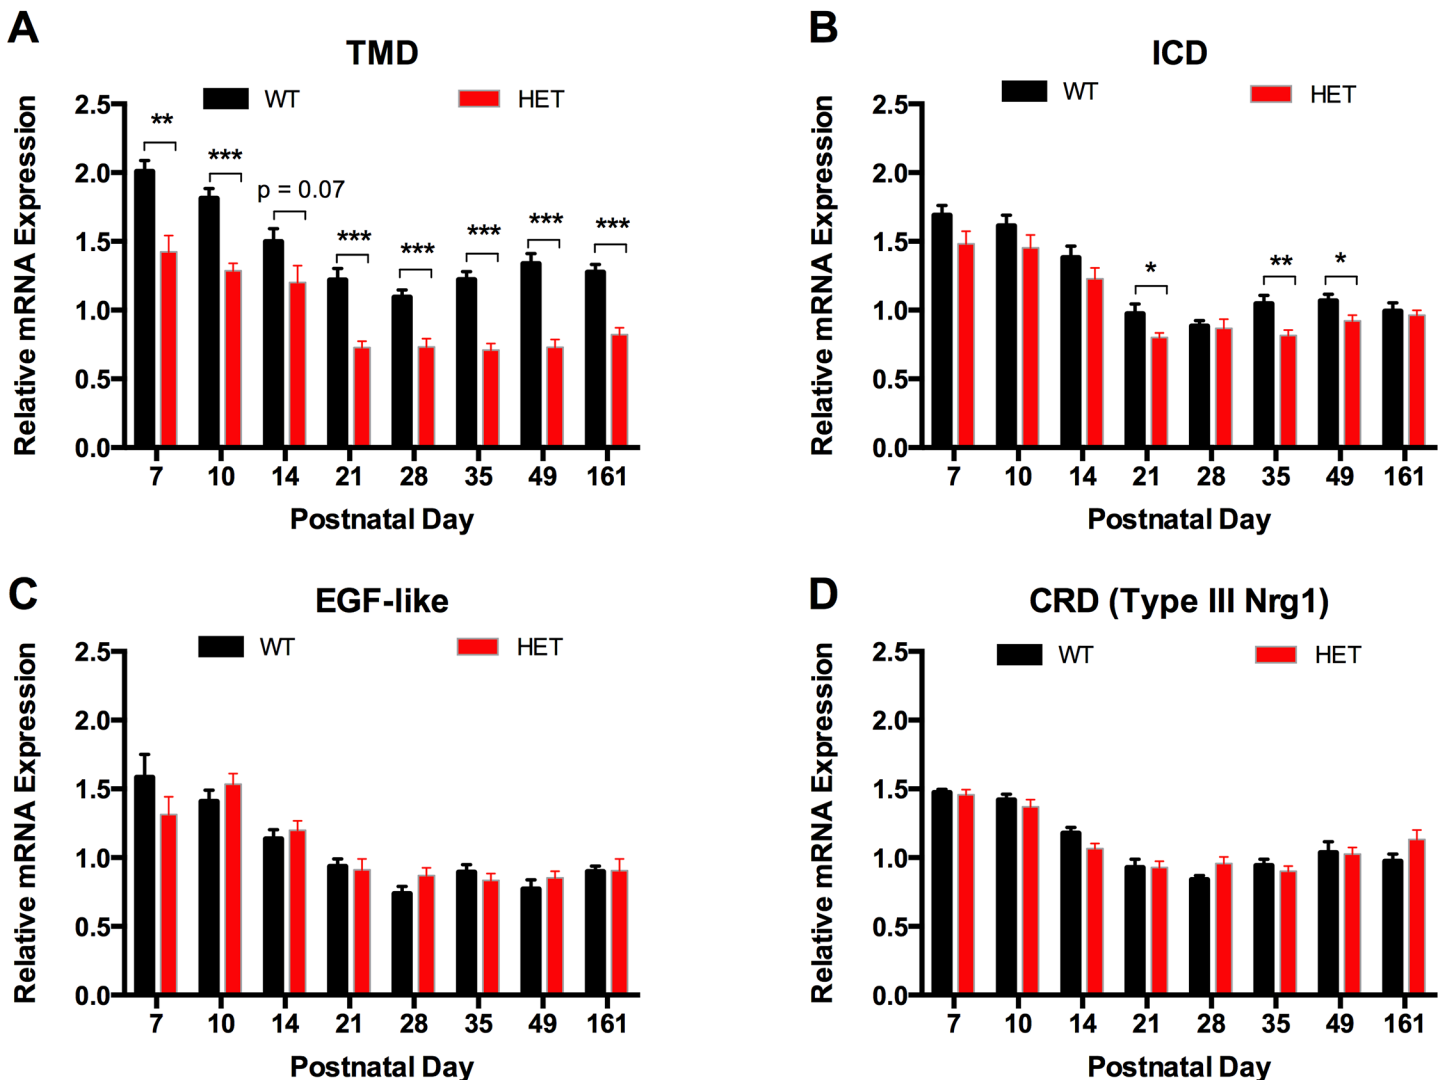 A
TMD
WT HET
Relative mRNA Expression
2.5
2.0
1.5
1.0
0.5
0.0
** *** p = 0.07 *** *** *** *** ***
7 10 14 21 28 35 49 161
Postnatal Day
B
ICD
WT HET
Relative mRNA Expression
2.5
2.0
1.5
1.0
0.5
0.0
* ** *
7 10 14 21 28 35 49 161
Postnatal Day
C
EGF-like
WT HET
Relative mRNA Expression
2.5
2.0
1.5
1.0
0.5
0.0
7 10 14 21 28 35 49 161
Postnatal Day
D
CRD (Type III Nrg1)
WT HET
Relative mRNA Expression
2.5
2.0
1.5
1.0
0.5
0.0
7 10 14 21 28 35 49 161
Postnatal Day